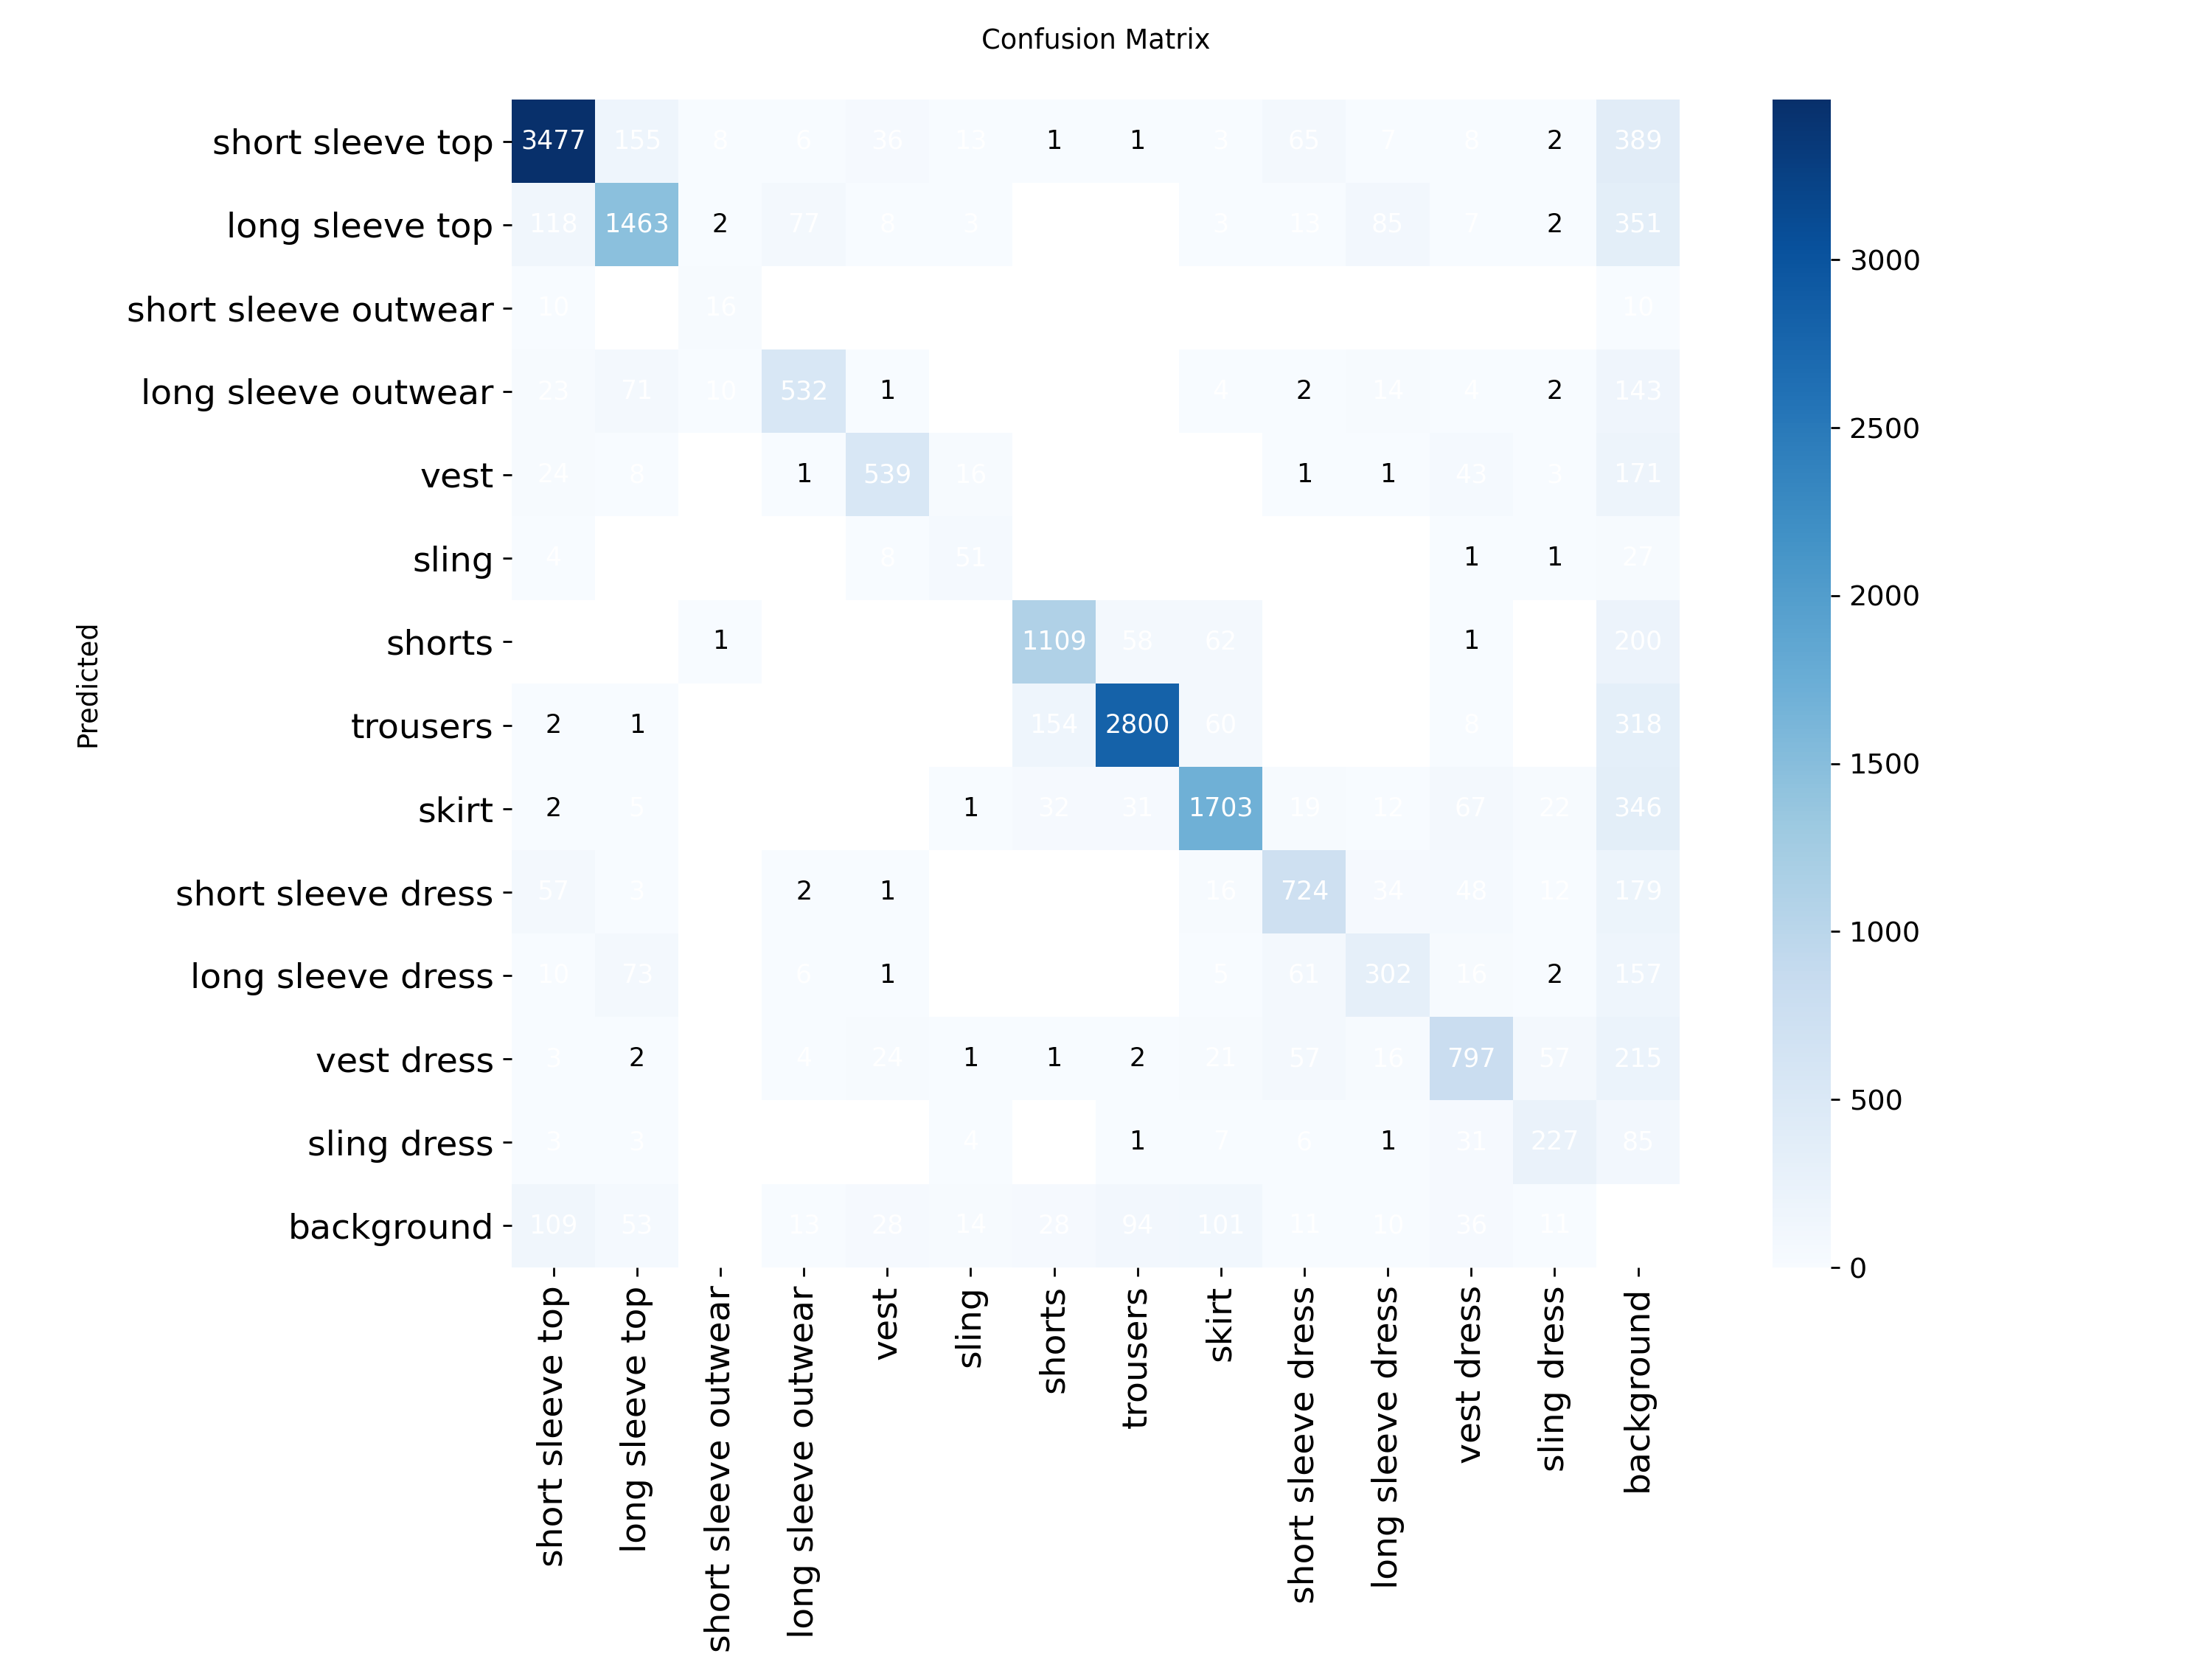 Confusion Matrix
short sleeve top 3477 155 8 6 36 13 1 1 3 65 7 8 2 389
long sleeve top 118 1463 2 77 8 3 3 13 85 7 2 351
short sleeve outwear 10 16 10
long sleeve outwear 23 71 10 532 1 4 2 14 4 2 143
vest 24 8 1 539 16 1 1 43 3 171
sling 4 8 51 1 1 27
shorts 1 1109 58 62 1 200
trousers 2 1 154 2800 60 8 318
skirt 2 5 1 32 31 1703 19 12 67 22 346
short sleeve dress 57 3 2 1 16 724 34 48 12 179
long sleeve dress 10 73 6 1 5 61 302 16 2 157
vest dress 3 2 4 24 1 1 2 21 57 16 797 57 215
sling dress 3 3 4 1 7 6 1 31 227 85
background 109 53 13 28 14 28 94 101 11 10 36 11
Predicted
short sleeve top
long sleeve top
short sleeve outwear
long sleeve outwear
vest
sling
shorts
trousers
skirt
short sleeve dress
long sleeve dress
vest dress
sling dress
background
3000
2500
2000
1500
1000
500
0